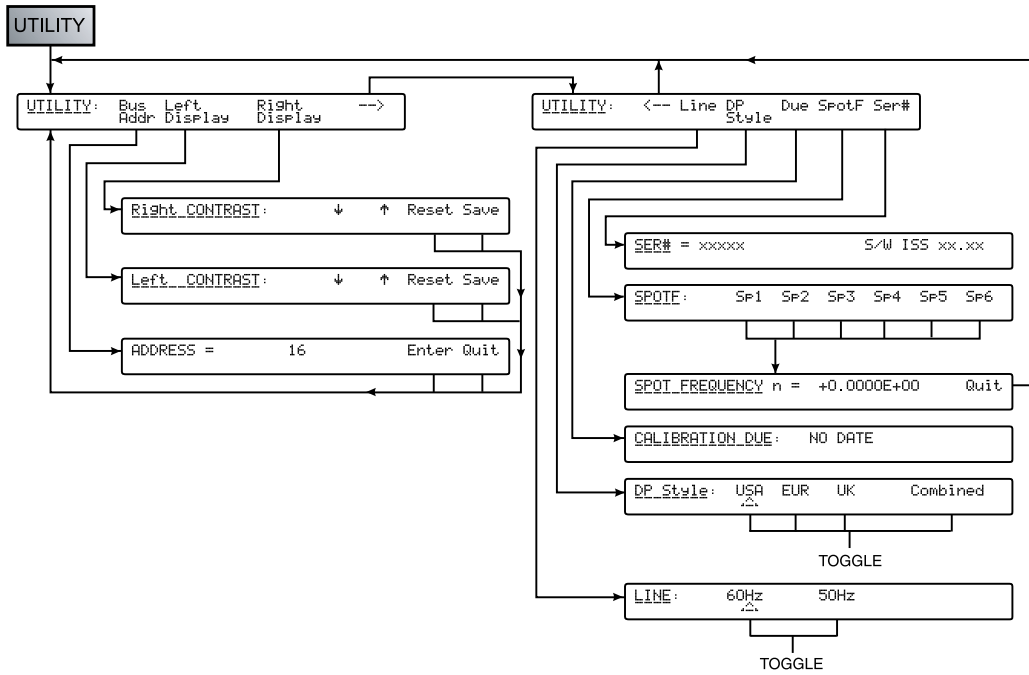 UTILITY
UTILITY: Bus Left Right -->
Addr Display Display
UTILITY: <-- Line DP Due SpotF Ser#
Style
Right CONTRAST: ↓ ↑ Reset Save
Left CONTRAST: ↓ ↑ Reset Save
ADDRESS = 16 Enter Quit
SER# = xxxxx S/W ISS xx.xx
SPOTF: Sp1 Sp2 Sp3 Sp4 Sp5 Sp6
SPOT FREQUENCY n = +0.0000E+00 Quit
CALIBRATION DUE: NO DATE
DP Style: USA EUR UK Combined
TOGGLE
LINE: 60Hz 50Hz
TOGGLE